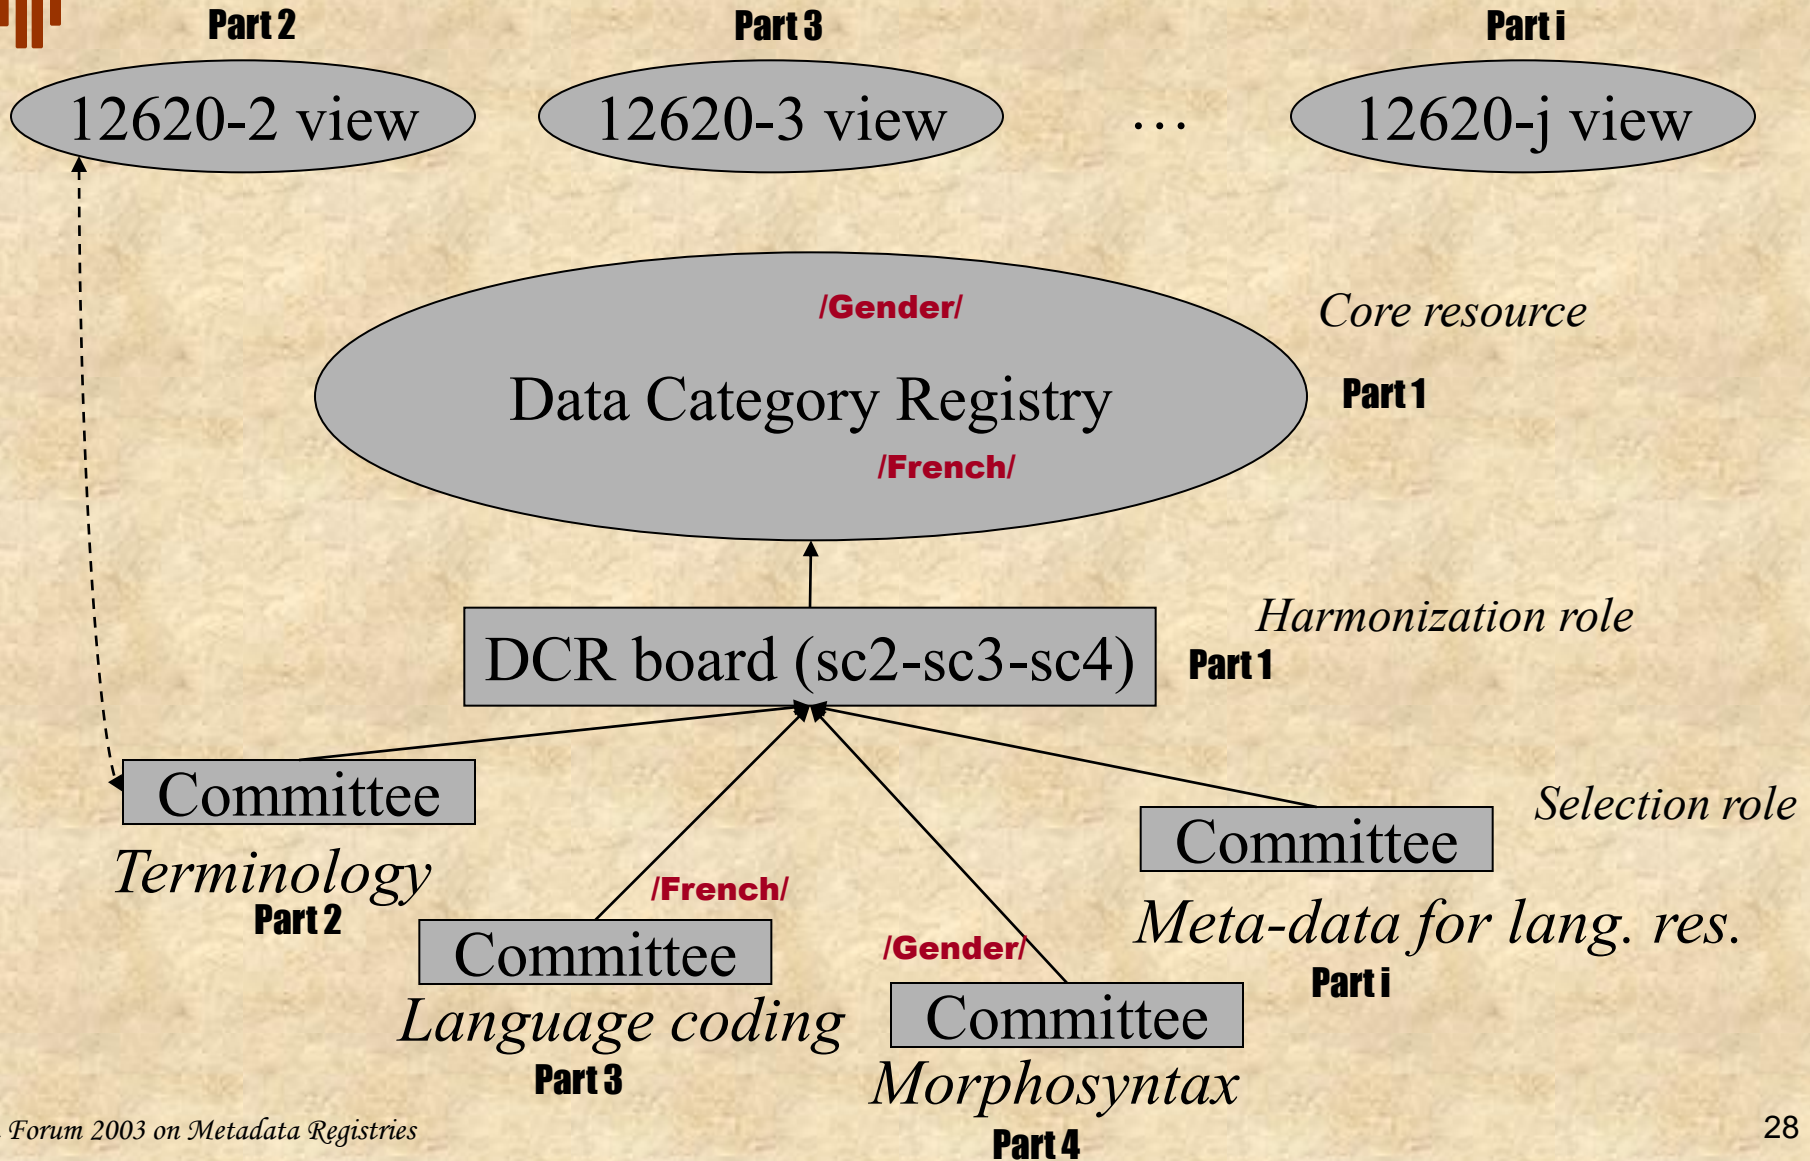 Part 2
Part 3
Part i
12620-2 view
12620-3 view
...
12620-j view
/Gender/
Core resource
Data Category Registry
Part 1
/French/
Harmonization role
DCR board (sc2-sc3-sc4)
Part 1
Committee
Terminology
Part 2
Selection role
Committee
Meta-data for lang. res.
Part i
/French/
Committee
Language coding
Part 3
/Gender/
Committee
Morphosyntax
Part 4
Forum 2003 on Metadata Registries
28